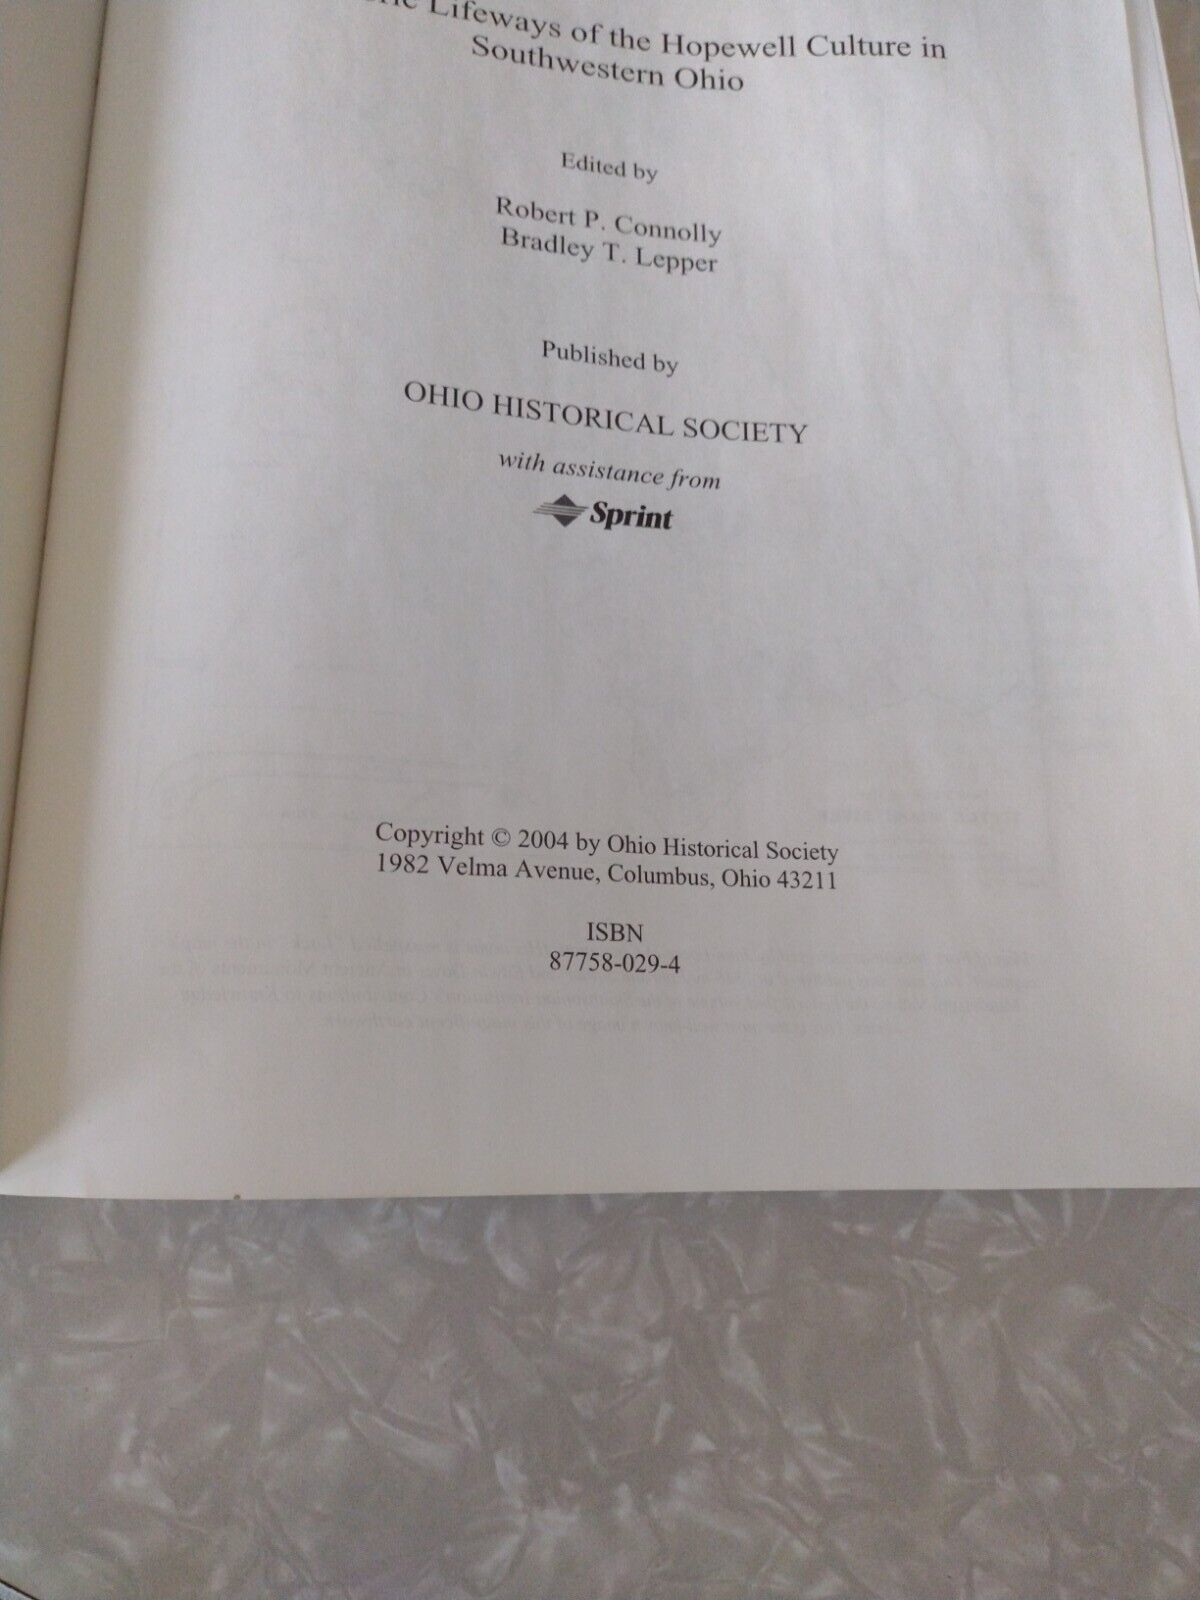 Lifeways of the Hopewell Culture in
Southwestern Ohio
Edited by
Robert P. Connolly
Bradley T. Lepper
Published by
OHIO HISTORICAL SOCIETY
with assistance from
Sprint
Copyright © 2004 by Ohio Historical Society
1982 Velma Avenue, Columbus, Ohio 43211
ISBN
87758-029-4